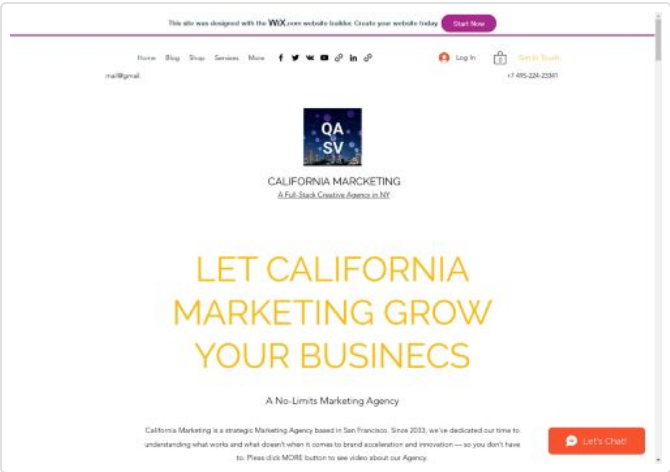 This site was designed with the WiX.com website builder. Create your website today. Start Now
Home Blog Shop Services More Log In 0 Get In Touch
mail@gmail. +7 495-224-23341
QA
SV
CALIFORNIA MARCKETING
A Full-Stack Creative Agency in NY
LET CALIFORNIA
MARKETING GROW
YOUR BUSINECS
A No-Limits Marketing Agency
California Marketing is a strategic Marketing Agency based in San Francisco. Since 2033, we've dedicated our time to
understanding what works and what doesn't when it comes to brand acceleration and innovation — so you don't have
to. Pleas click MORE button to see video about our Agency.
Let's Chat!